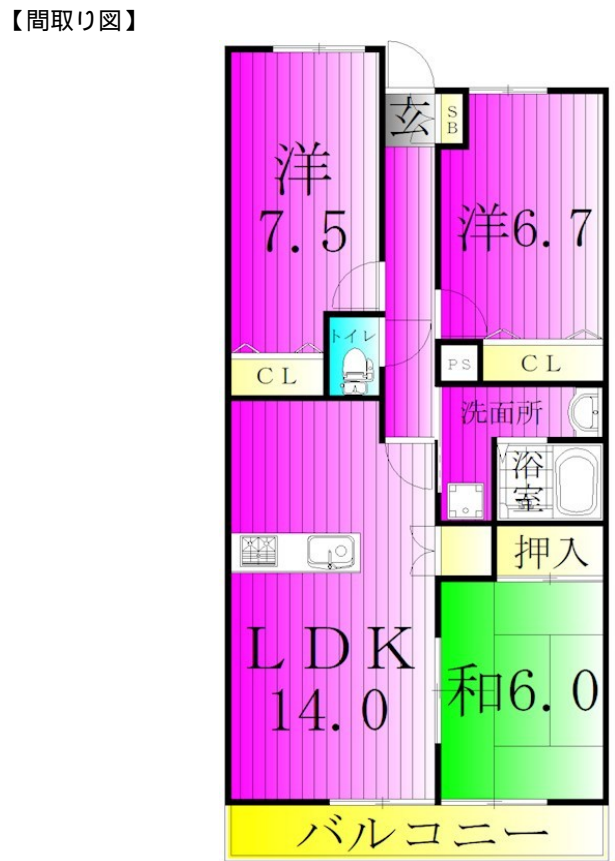 【間取り図】
玄
SB
洋
7.5
洋6.7
トイレ
CL
PS
CL
洗面所
浴室
押入
LDK
14.0
和6.0
バルコニー